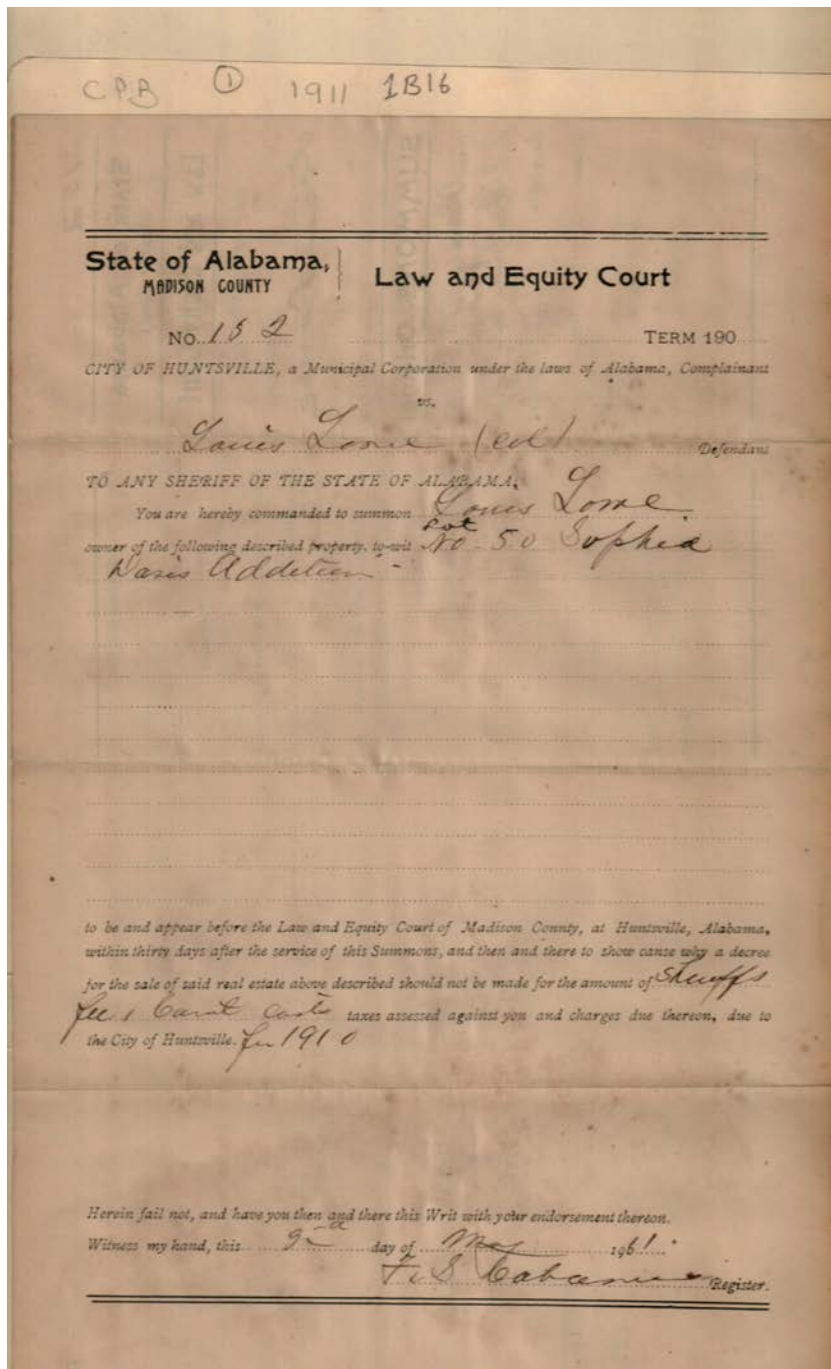 CPB ① 1911 1B16
State of Alabama,
MADISON COUNTY
Law and Equity Court
No. 152 TERM 190
CITY OF HUNTSVILLE, a Municipal Corporation under the laws of Alabama, Complainant
vs.
Louis Lowe (col) Defendant
TO ANY SHERIFF OF THE STATE OF ALABAMA.
You are hereby commanded to summon Louis Lowe
owner of the following described property, to-wit Lot No 50 Sophia
Davis Addition
to be and appear before the Law and Equity Court of Madison County, at Huntsville, Alabama,
within thirty days after the service of this Summons, and then and there to show cause why a decree
for the sale of said real estate above described should not be made for the amount of Sheriffs
fee & Court costs taxes assessed against you and charges due thereon, due to
the City of Huntsville. for 1910
Herein fail not, and have you then and there this Writ with your endorsement thereon.
Witness my hand, this day of May 1911.
F. S. Cabaniss Register.